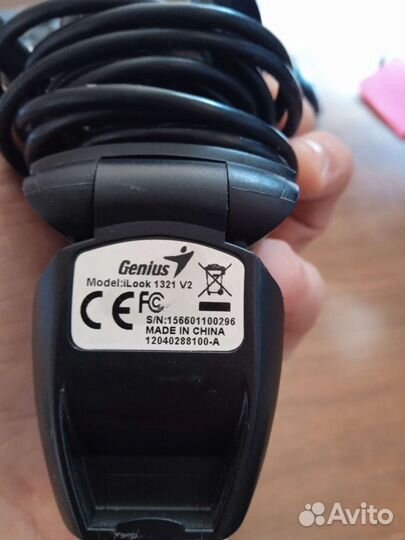 Genius
Model:iLook 1321 V2
CE FC
S/N:156601100296
MADE IN CHINA
12040288100-A
Avito